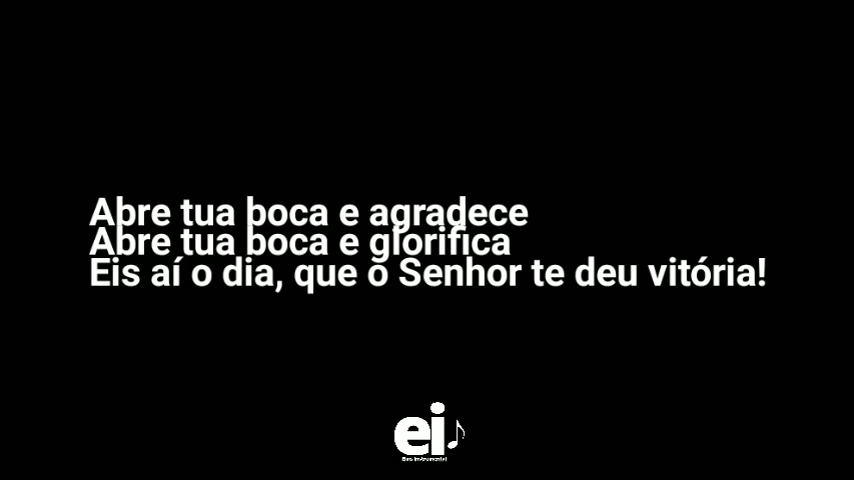 Abre tua boca e agradece
Abre tua boca e glorifica
Eis aí o dia, que o Senhor te deu vitória!
ei